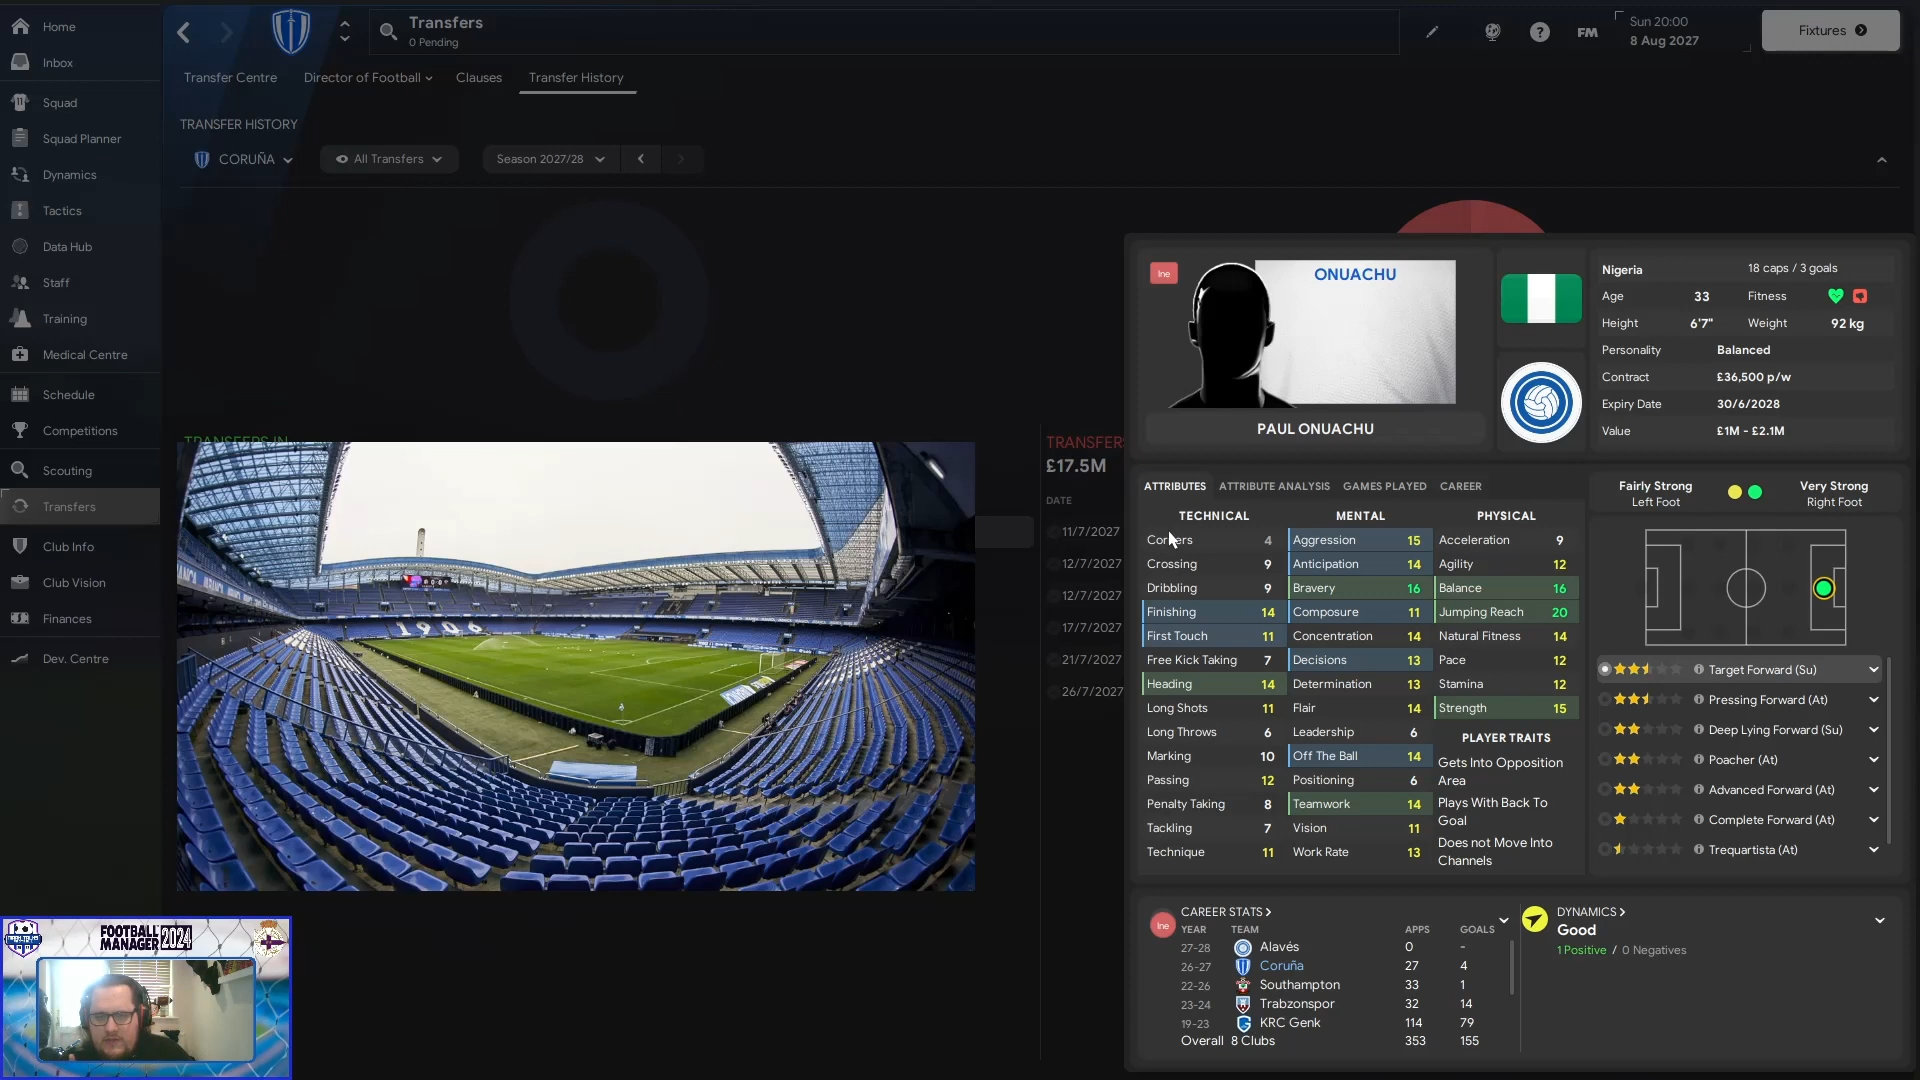 Home
Inbox
Squad
Squad Planner
Dynamics
Tactics
Data Hub
Staff
Training
Medical Centre
Schedule
Competitions
Scouting
Transfers
Club Info
Club Vision
Finances
Dev. Centre
Transfers
0 Pending
FM
Sun 20:00
8 Aug 2027
Fixtures
Transfer Centre Director of Football Clauses Transfer History
TRANSFER HISTORY
CORUÑA All Transfers Season 2027/28
TRANSFERS IN
1906
TRANSFERS
£17.5M
DATE
11/7/2027
12/7/2027
12/7/2027
17/7/2027
21/7/2027
26/7/2027
Ine
ONUACHU
PAUL ONUACHU
Nigeria 18 caps / 3 goals
Age 33 Fitness
Height 6'7" Weight 92 kg
Personality Balanced
Contract £36,500 p/w
Expiry Date 30/6/2028
Value £1M - £2.1M
ATTRIBUTES ATTRIBUTE ANALYSIS GAMES PLAYED CAREER
TECHNICAL MENTAL PHYSICAL
Corners 4 Aggression 15 Acceleration 9
Crossing 9 Anticipation 14 Agility 12
Dribbling 9 Bravery 16 Balance 16
Finishing 14 Composure 11 Jumping Reach 20
First Touch 11 Concentration 14 Natural Fitness 14
Free Kick Taking 7 Decisions 13 Pace 12
Heading 14 Determination 13 Stamina 12
Long Shots 11 Flair 14 Strength 15
Long Throws 6 Leadership 6
Marking 10 Off The Ball 14
Passing 12 Positioning 6
Penalty Taking 8 Teamwork 14
Tackling 7 Vision 11
Technique 11 Work Rate 13
PLAYER TRAITS
Gets Into Opposition
Area
Plays With Back To
Goal
Does not Move Into
Channels
Fairly Strong Very Strong
Left Foot Right Foot
Target Forward (Su)
Pressing Forward (At)
Deep Lying Forward (Su)
Poacher (At)
Advanced Forward (At)
Complete Forward (At)
Trequartista (At)
Ine
CAREER STATS
YEAR TEAM APPS GOALS
27-28 Alavés 0 -
26-27 Coruña 27 4
22-26 Southampton 33 1
23-24 Trabzonspor 32 14
19-23 KRC Genk 114 79
Overall 8 Clubs 353 155
DYNAMICS
Good
1 Positive / 0 Negatives
FOOTBALL
MANAGER 2024